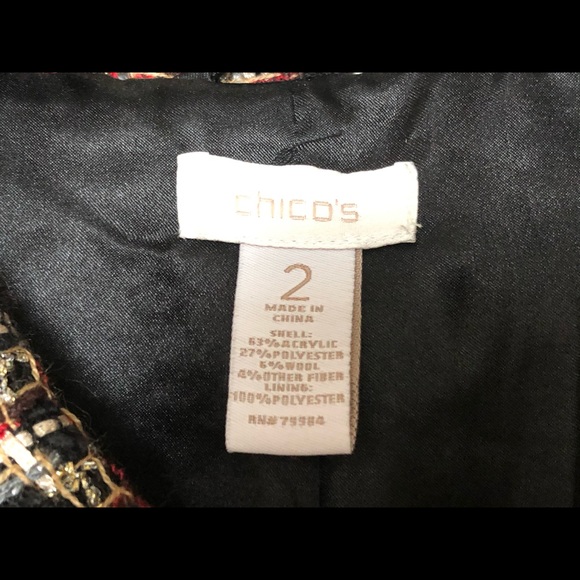 chico's
2
MADE IN
CHINA
SHELL:
63%ACRYLIC
27%POLYESTER
6%WOOL
4%OTHER FIBER
LINING:
100%POLYESTER
RN# 79984